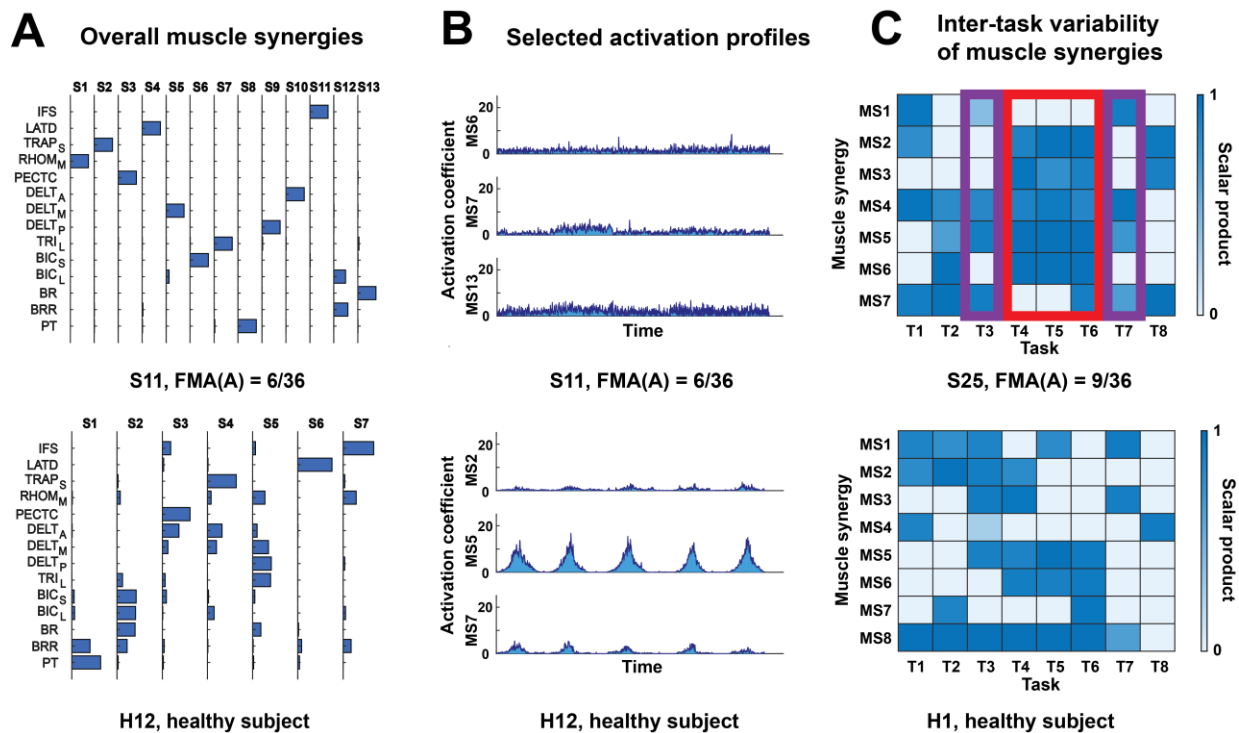 A
Overall muscle synergies
S1 S2 S3 S4 S5 S6 S7 S8 S9 S10 S11 S12 S13
IFS
LATD
TRAPS
RHOMM
PECTC
DELTA
DELTM
DELTP
TRIL
BICS
BICL
BR
BRR
PT
S11, FMA(A) = 6/36
S1 S2 S3 S4 S5 S6 S7
IFS
LATD
TRAPS
RHOMM
PECTC
DELTA
DELTM
DELTP
TRIL
BICS
BICL
BR
BRR
PT
H12, healthy subject
B
Selected activation profiles
Activation coefficient
MS6
20
0
MS7
20
0
MS13
20
0
Time
S11, FMA(A) = 6/36
Activation coefficient
MS2
20
0
MS5
20
0
MS7
20
0
Time
H12, healthy subject
C
Inter-task variability
of muscle synergies
Muscle synergy
MS1
MS2
MS3
MS4
MS5
MS6
MS7
T1 T2 T3 T4 T5 T6 T7 T8
Task
1
Scalar product
0
S25, FMA(A) = 9/36
Muscle synergy
MS1
MS2
MS3
MS4
MS5
MS6
MS7
MS8
T1 T2 T3 T4 T5 T6 T7 T8
Task
1
Scalar product
0
H1, healthy subject